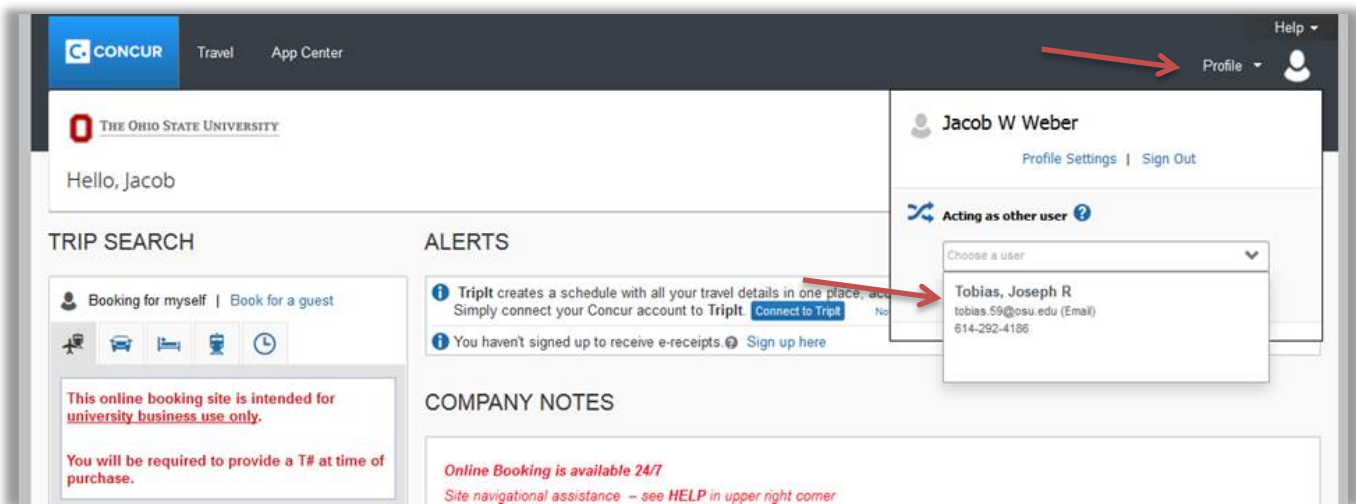 Help
C. CONCUR
Travel
App Center
Profile
THE OHIO STATE UNIVERSITY
Hello, Jacob
Jacob W Weber
Profile Settings | Sign Out
Acting as other user ?
Choose a user
Tobias, Joseph R
tobias.59@osu.edu (Email)
614-292-4186
TRIP SEARCH
Booking for myself | Book for a guest
This online booking site is intended for
university business use only.
You will be required to provide a T# at time of
purchase.
ALERTS
TripIt creates a schedule with all your travel details in one place,
Simply connect your Concur account to TripIt. Connect to TripIt
You haven't signed up to receive e-receipts. Sign up here
COMPANY NOTES
Online Booking is available 24/7
Site navigational assistance – see HELP in upper right corner